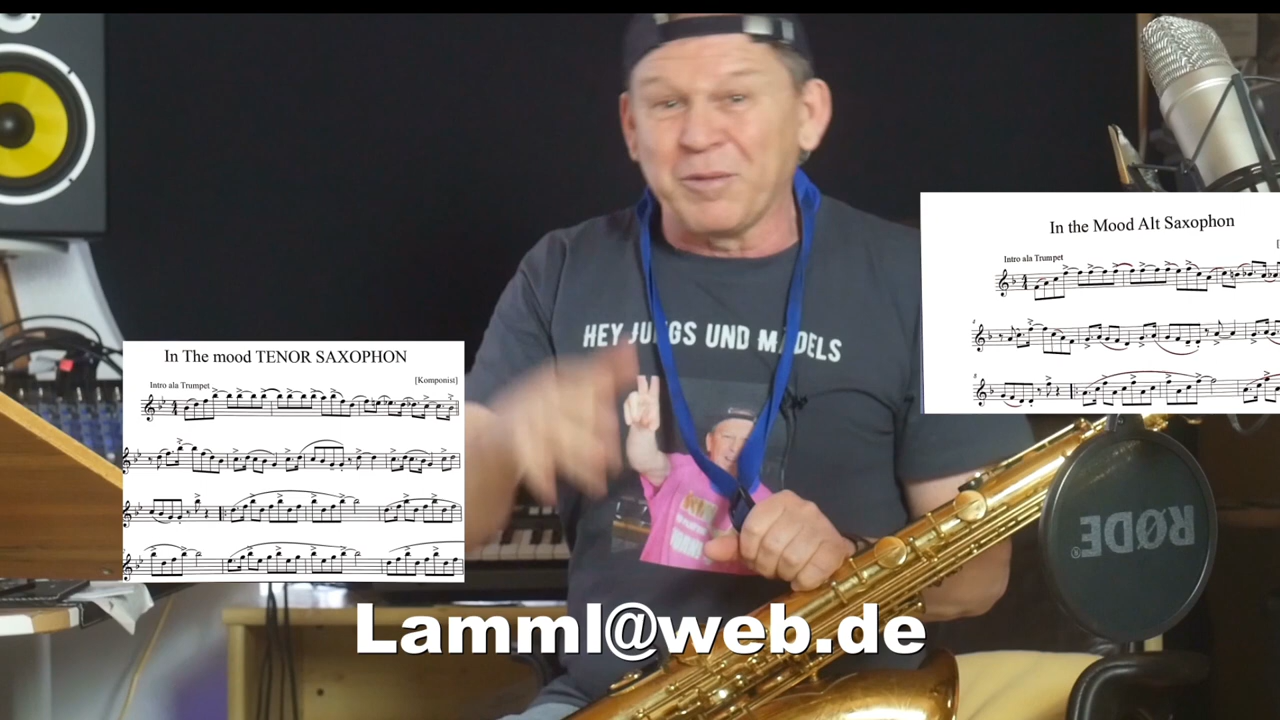 In the Mood Alt Saxophon
Intro ala Trumpet
HEY JUNGS UND MÄDELS
In The mood TENOR SAXOPHON
[Komponist]
Intro ala Trumpet
RØDE
Lamml@web.de